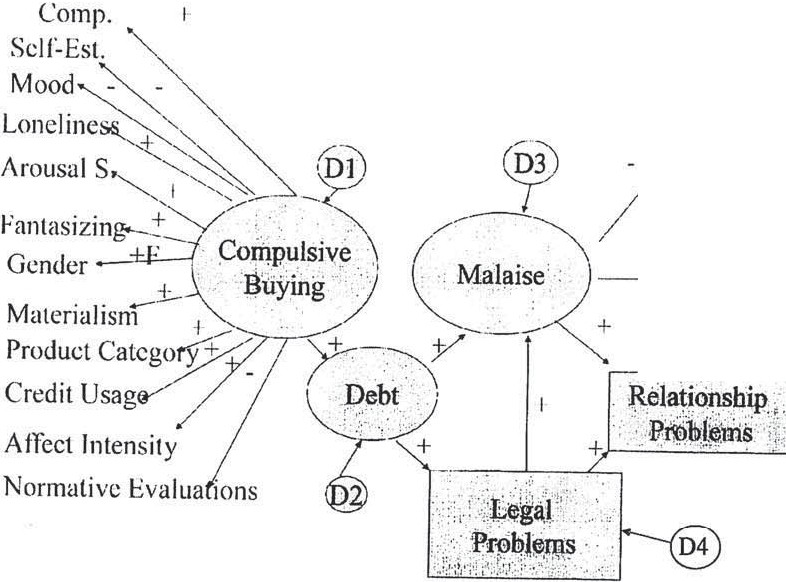 Comp. +
Self-Est.
Mood - -
Loneliness +
Arousal S.
+
Fantasizing +
Gender +F
Materialism +
Product Category + +
Credit Usage + -
Affect Intensity
Normative Evaluations
D1
Compulsive
Buying
D3
-
Malaise
+
+
Debt
+
+
D2
+
+
+
Relationship
Problems
Legal
Problems
D4